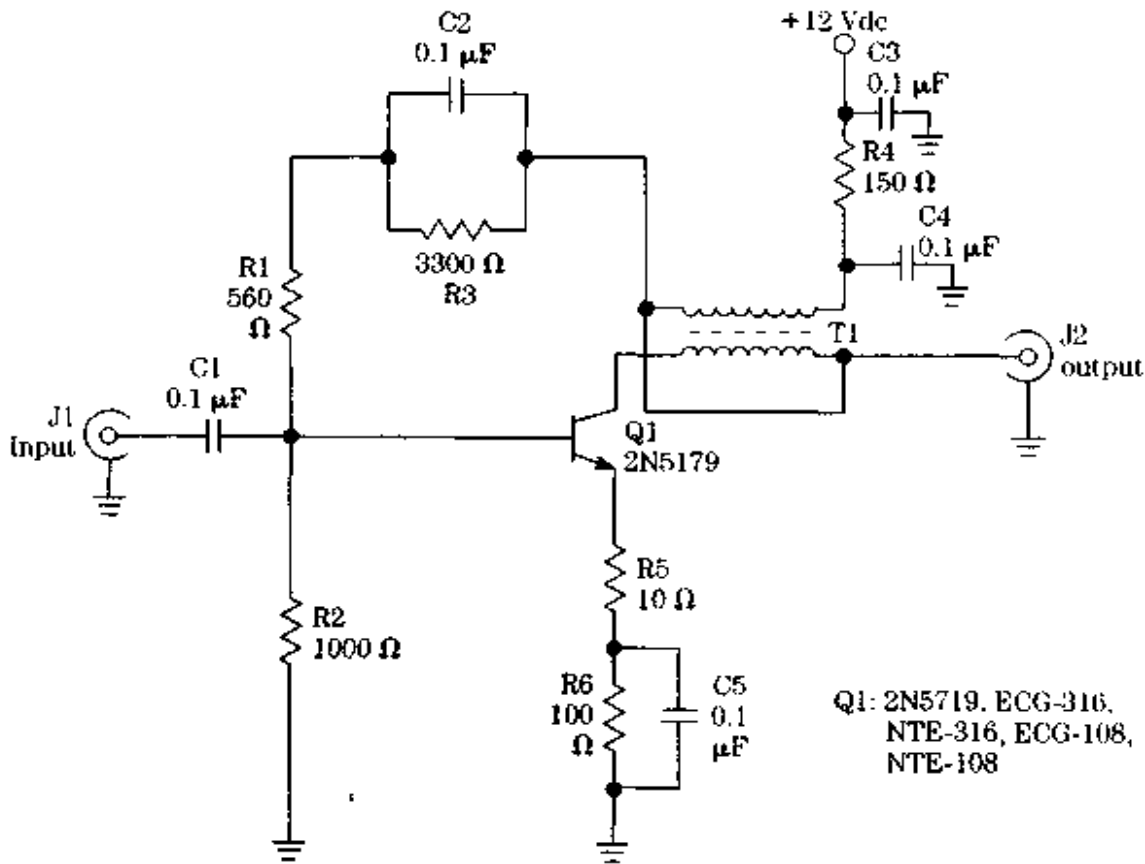 C2
0.1 μF
+12 Vdc
C3
0.1 μF
R4
150 Ω
C4
0.1 μF
3300 Ω
R3
R1
560
Ω
T1
J2
output
C1
0.1 μF
J1
Input
Q1
2N5179
R5
10 Ω
R2
1000 Ω
R6
100
Ω
C5
0.1
μF
Q1: 2N5719, ECG-316,
NTE-316, ECG-108,
NTE-108